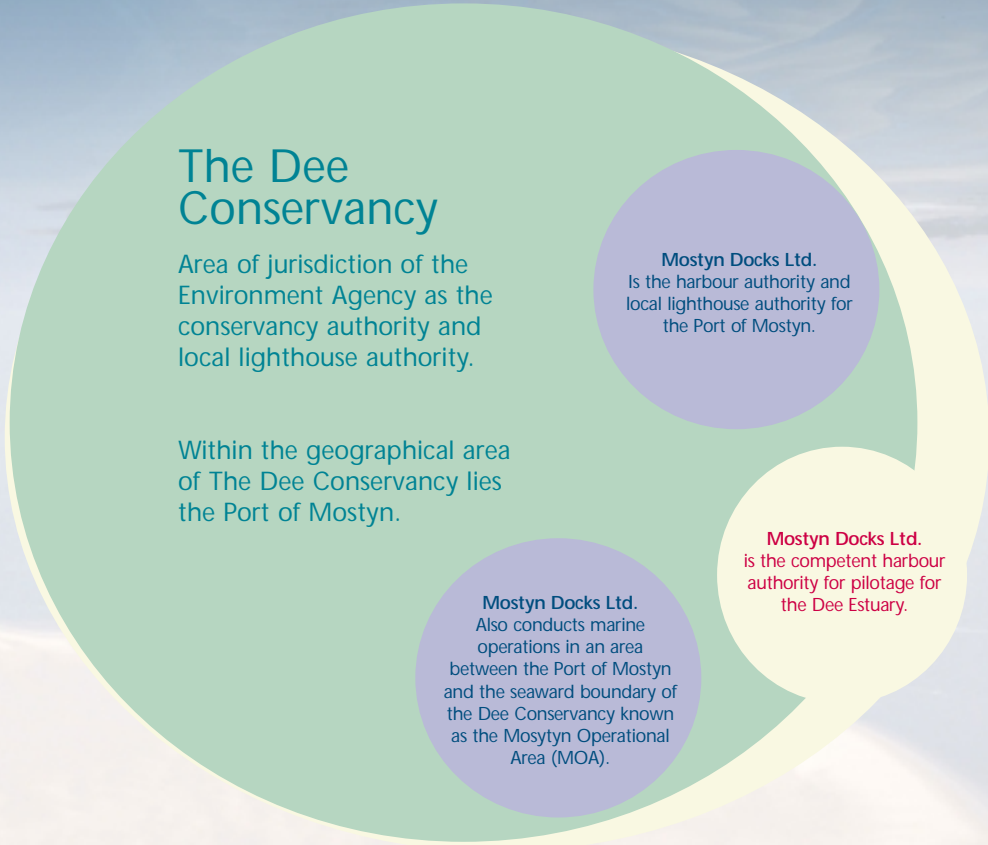 The Dee
Conservancy
Area of jurisdiction of the
Environment Agency as the
conservancy authority and
local lighthouse authority.
Within the geographical area
of The Dee Conservancy lies
the Port of Mostyn.
Mostyn Docks Ltd.
Is the harbour authority and
local lighthouse authority for
the Port of Mostyn.
Mostyn Docks Ltd.
is the competent harbour
authority for pilotage for
the Dee Estuary.
Mostyn Docks Ltd.
Also conducts marine
operations in an area
between the Port of Mostyn
and the seaward boundary of
the Dee Conservancy known
as the Mosytyn Operational
Area (MOA).